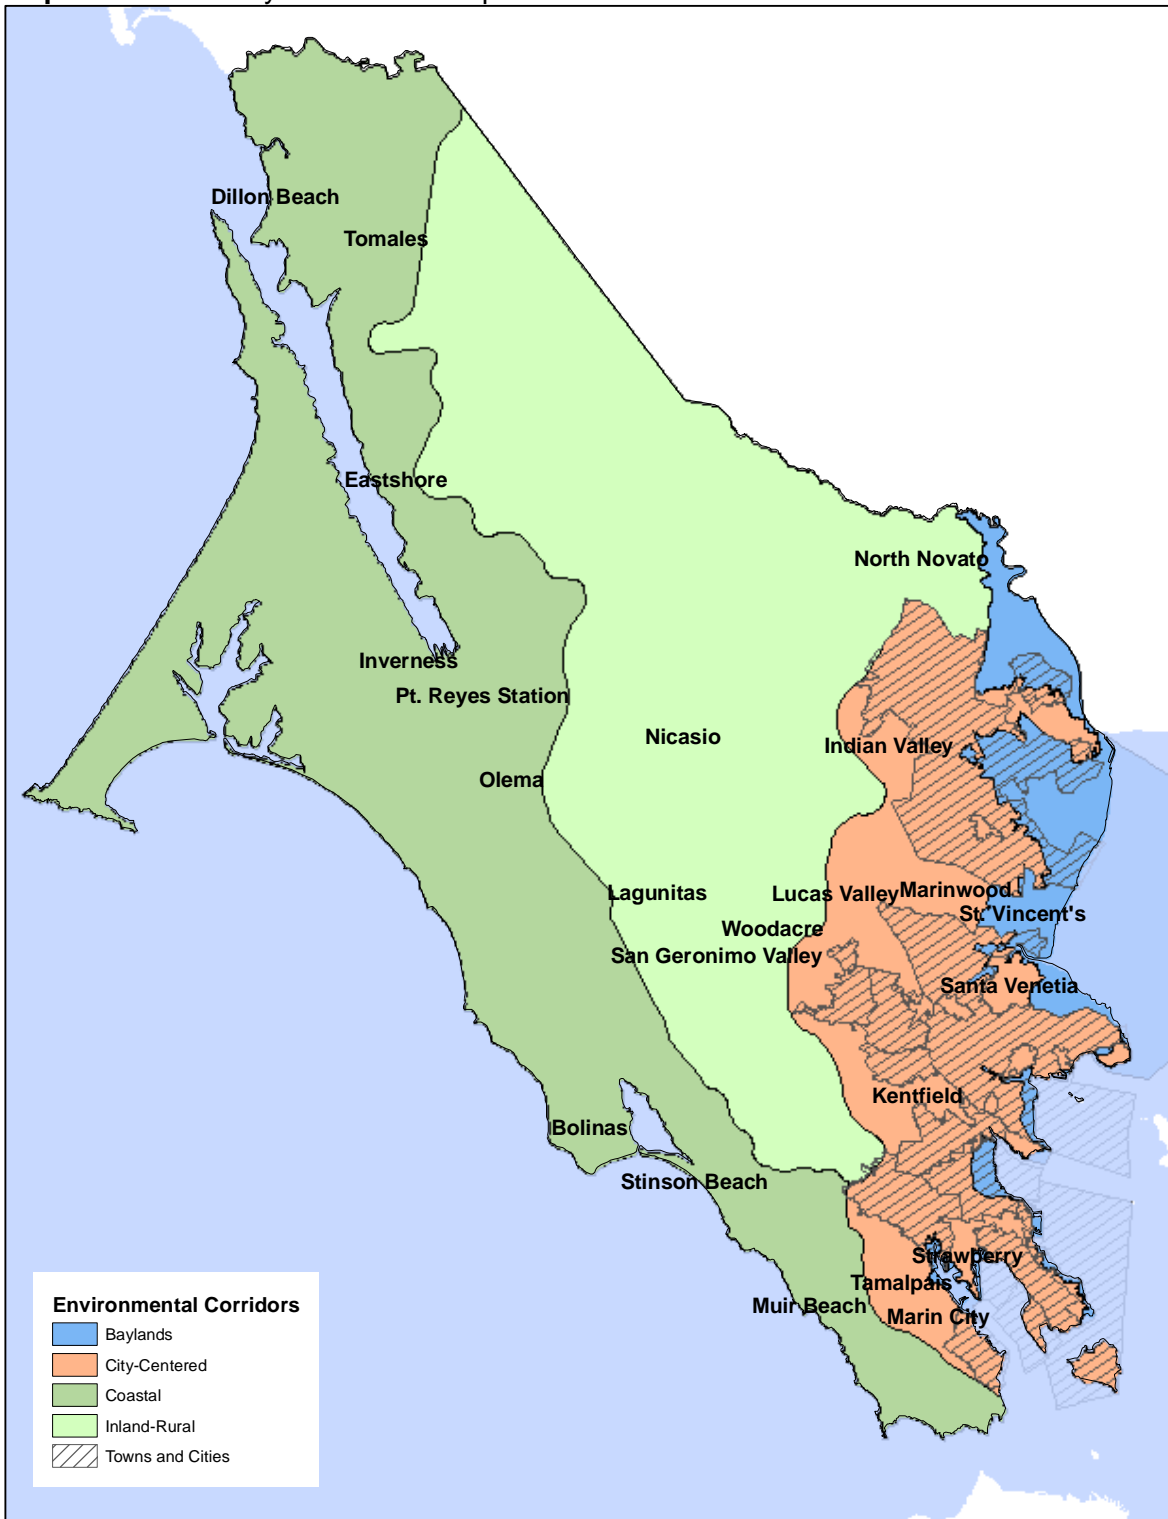 Dillon Beach
Tomales
Eastshore
North Novato
Inverness
Pt. Reyes Station
Nicasio
Indian Valley
Olema
Lagunitas
Lucas Valley
Marinwood
St. Vincent's
Woodacre
San Geronimo Valley
Santa Venetia
Kentfield
Bolinas
Stinson Beach
Strawberry
Tamalpais
Muir Beach
Marin City
Environmental Corridors
Baylands
City-Centered
Coastal
Inland-Rural
Towns and Cities